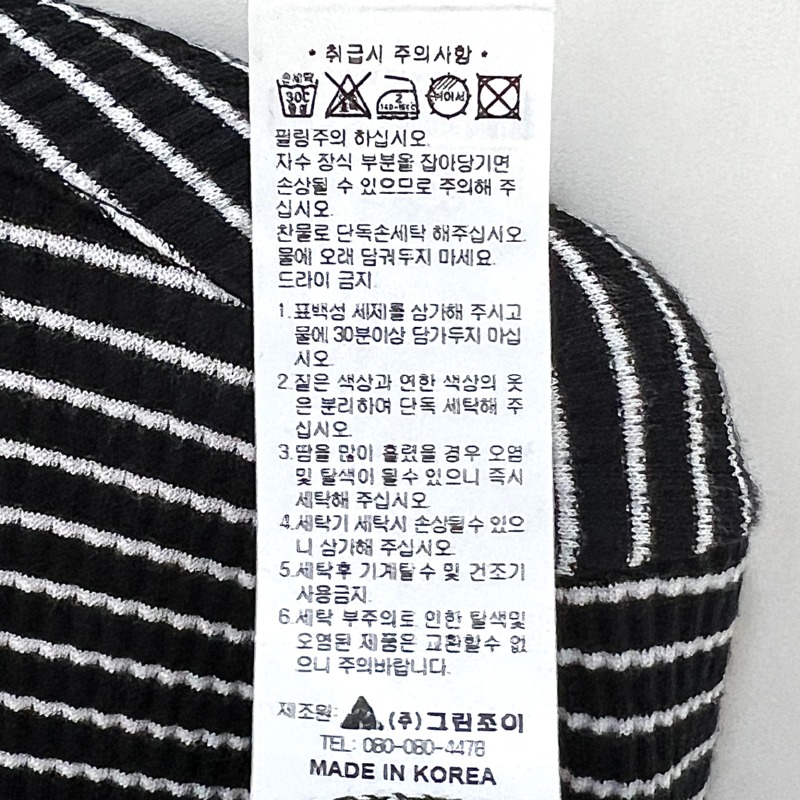 • 취급시 주의사항 •
손세탁
30C
중성
2
140-160C
뉘어서
필링주의 하십시오.
자수 장식 부분을 잡아당기면
손상될 수 있으므로 주의해 주
십시오.
찬물로 단독손세탁 해주십시오.
물에 오래 담궈두지 마세요.
드라이 금지.
1.표백성 세제를 삼가해 주시고
물에 30분이상 담가두지 마십
시오.
2.짙은 색상과 연한 색상의 옷
은 분리하여 단독 세탁해 주
십시오.
3.땀을 많이 흘렸을 경우 오염
및 탈색이 될수 있으니 즉시
세탁해 주십시오.
4.세탁기 세탁시 손상될수 있으
니 삼가해 주십시오.
5.세탁후 기계탈수 및 건조기
사용금지.
6.세탁 부주의로 인한 탈색및
오염된 제품은 교환할수 없
으니 주의바랍니다.
제조원: (주)그린조이
TEL: 080-080-4478
MADE IN KOREA